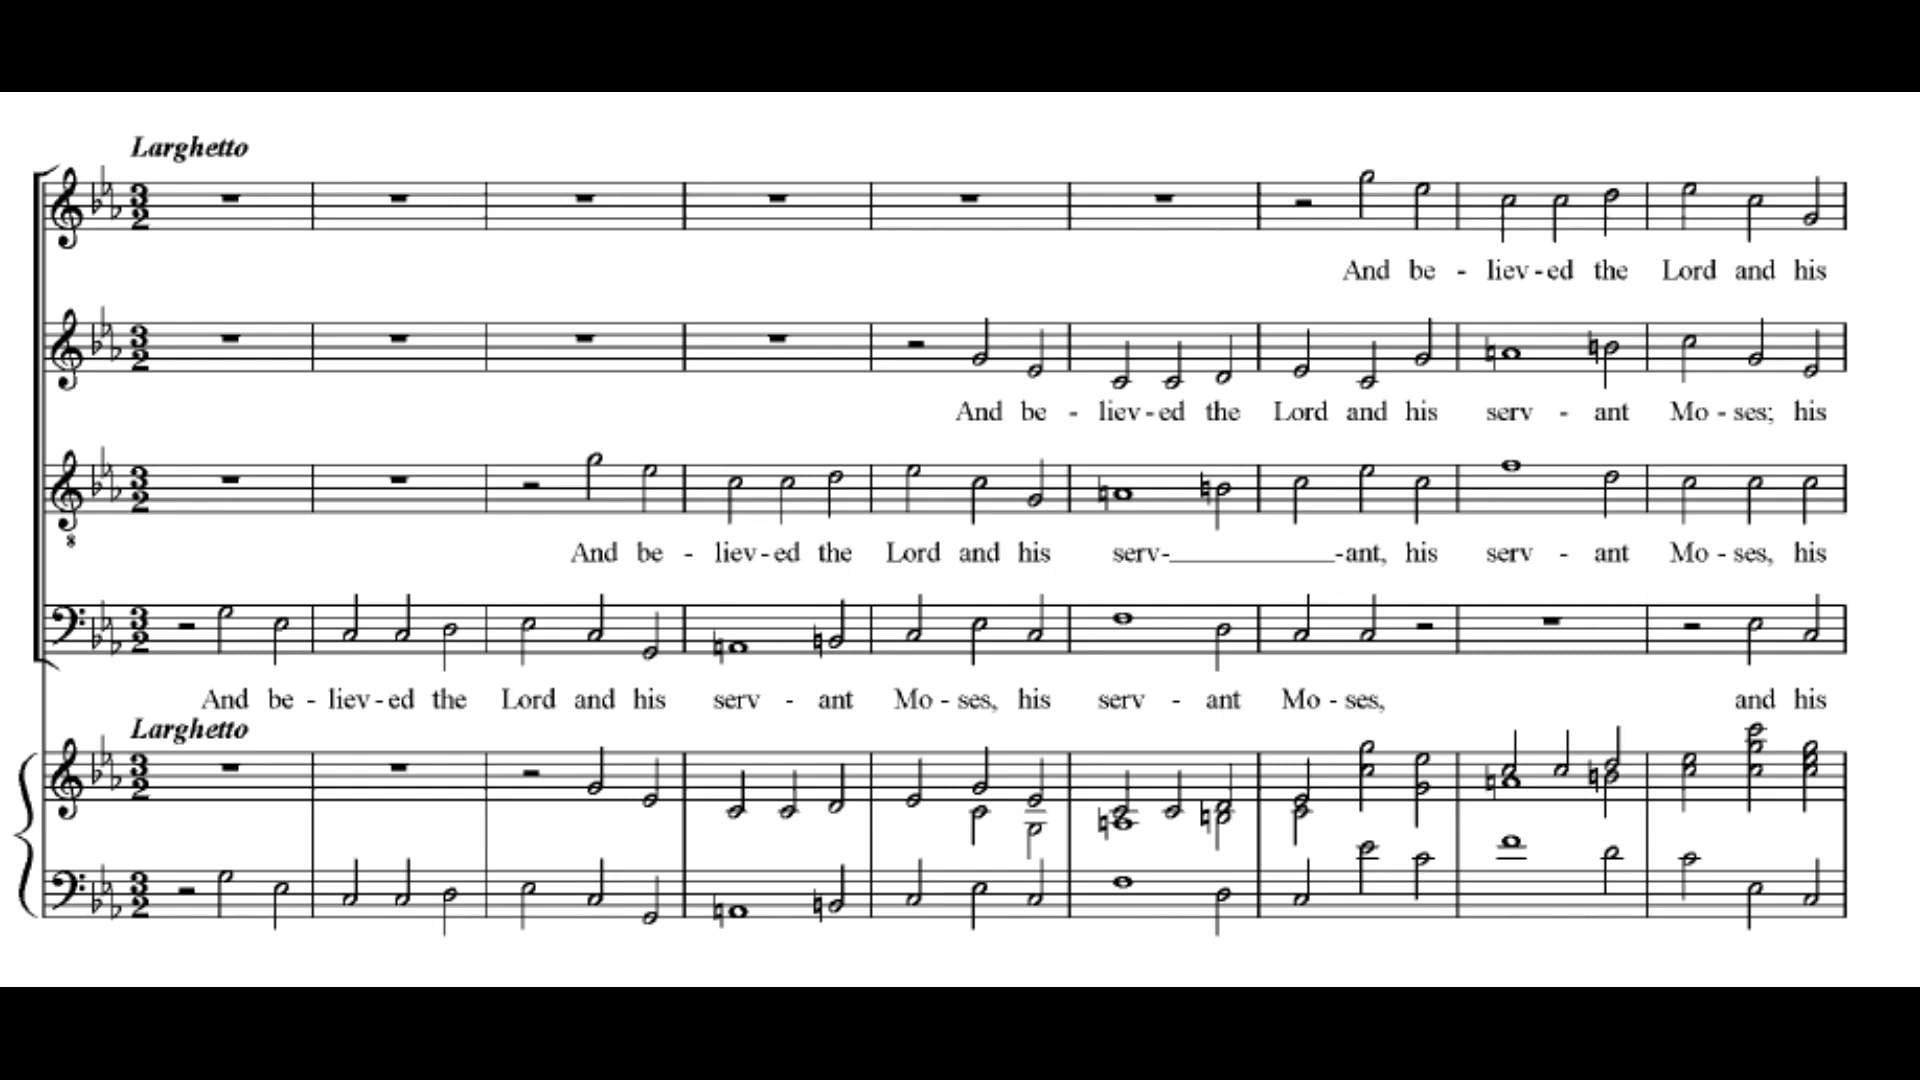 Larghetto
And be - liev - ed the Lord and his
And be - liev - ed the Lord and his serv - ant Mo - ses; his
And be - liev - ed the Lord and his serv- -ant, his serv - ant Mo - ses, his
And be - liev - ed the Lord and his serv - ant Mo - ses, his serv - ant Mo - ses, and his
Larghetto